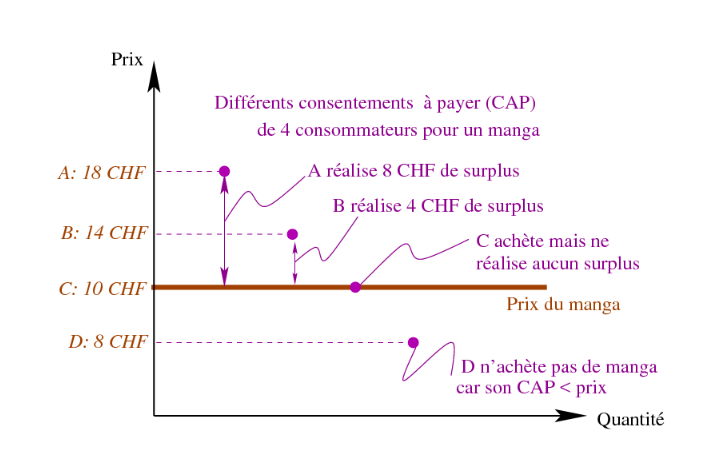 Prix
Différents consentements à payer (CAP)
de 4 consommateurs pour un manga
A: 18 CHF
A réalise 8 CHF de surplus
B réalise 4 CHF de surplus
B: 14 CHF
C achète mais ne
réalise aucun surplus
C: 10 CHF
Prix du manga
D: 8 CHF
D n'achète pas de manga
car son CAP < prix
Quantité